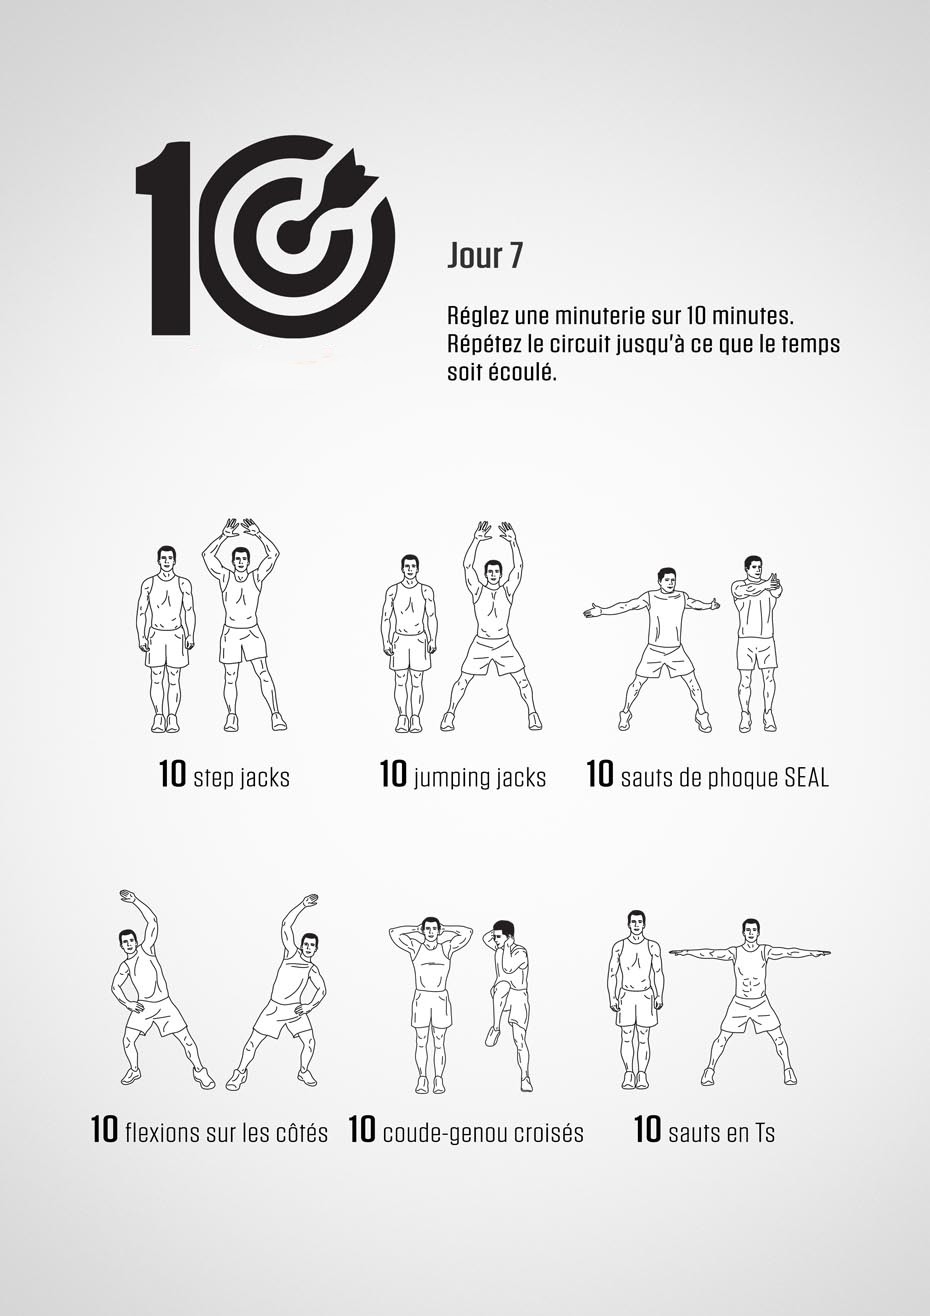 10
Jour 7
Réglez une minuterie sur 10 minutes.
Répétez le circuit jusqu'à ce que le temps
soit écoulé.
10 step jacks
10 jumping jacks
10 sauts de phoque SEAL
10 flexions sur les côtés
10 coude-genou croisés
10 sauts en Ts